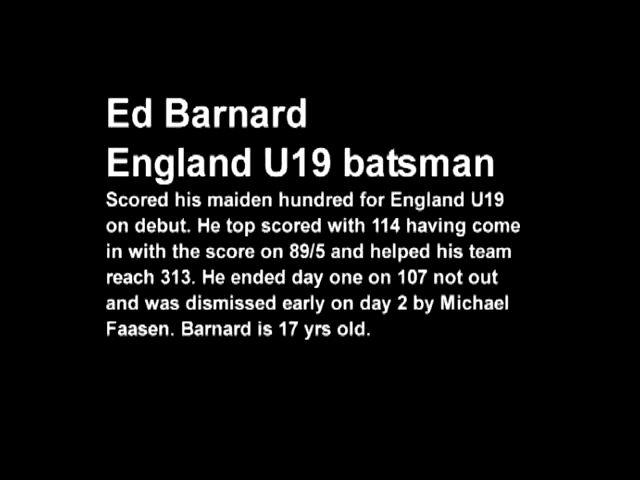 Ed Barnard
England U19 batsman
Scored his maiden hundred for England U19
on debut. He top scored with 114 having come
in with the score on 89/5 and helped his team
reach 313. He ended day one on 107 not out
and was dismissed early on day 2 by Michael
Faasen. Barnard is 17 yrs old.